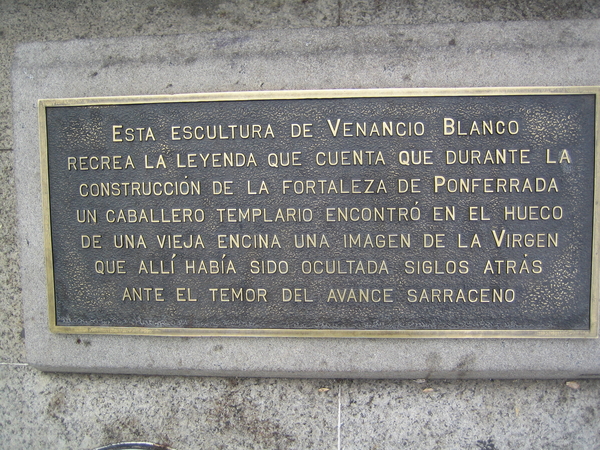 Esta escultura de Venancio Blanco
recrea la leyenda que cuenta que durante la
construcción de la fortaleza de Ponferrada
un caballero templario encontró en el hueco
de una vieja encina una imagen de la Virgen
que allí había sido ocultada siglos atrás
ante el temor del avance sarraceno